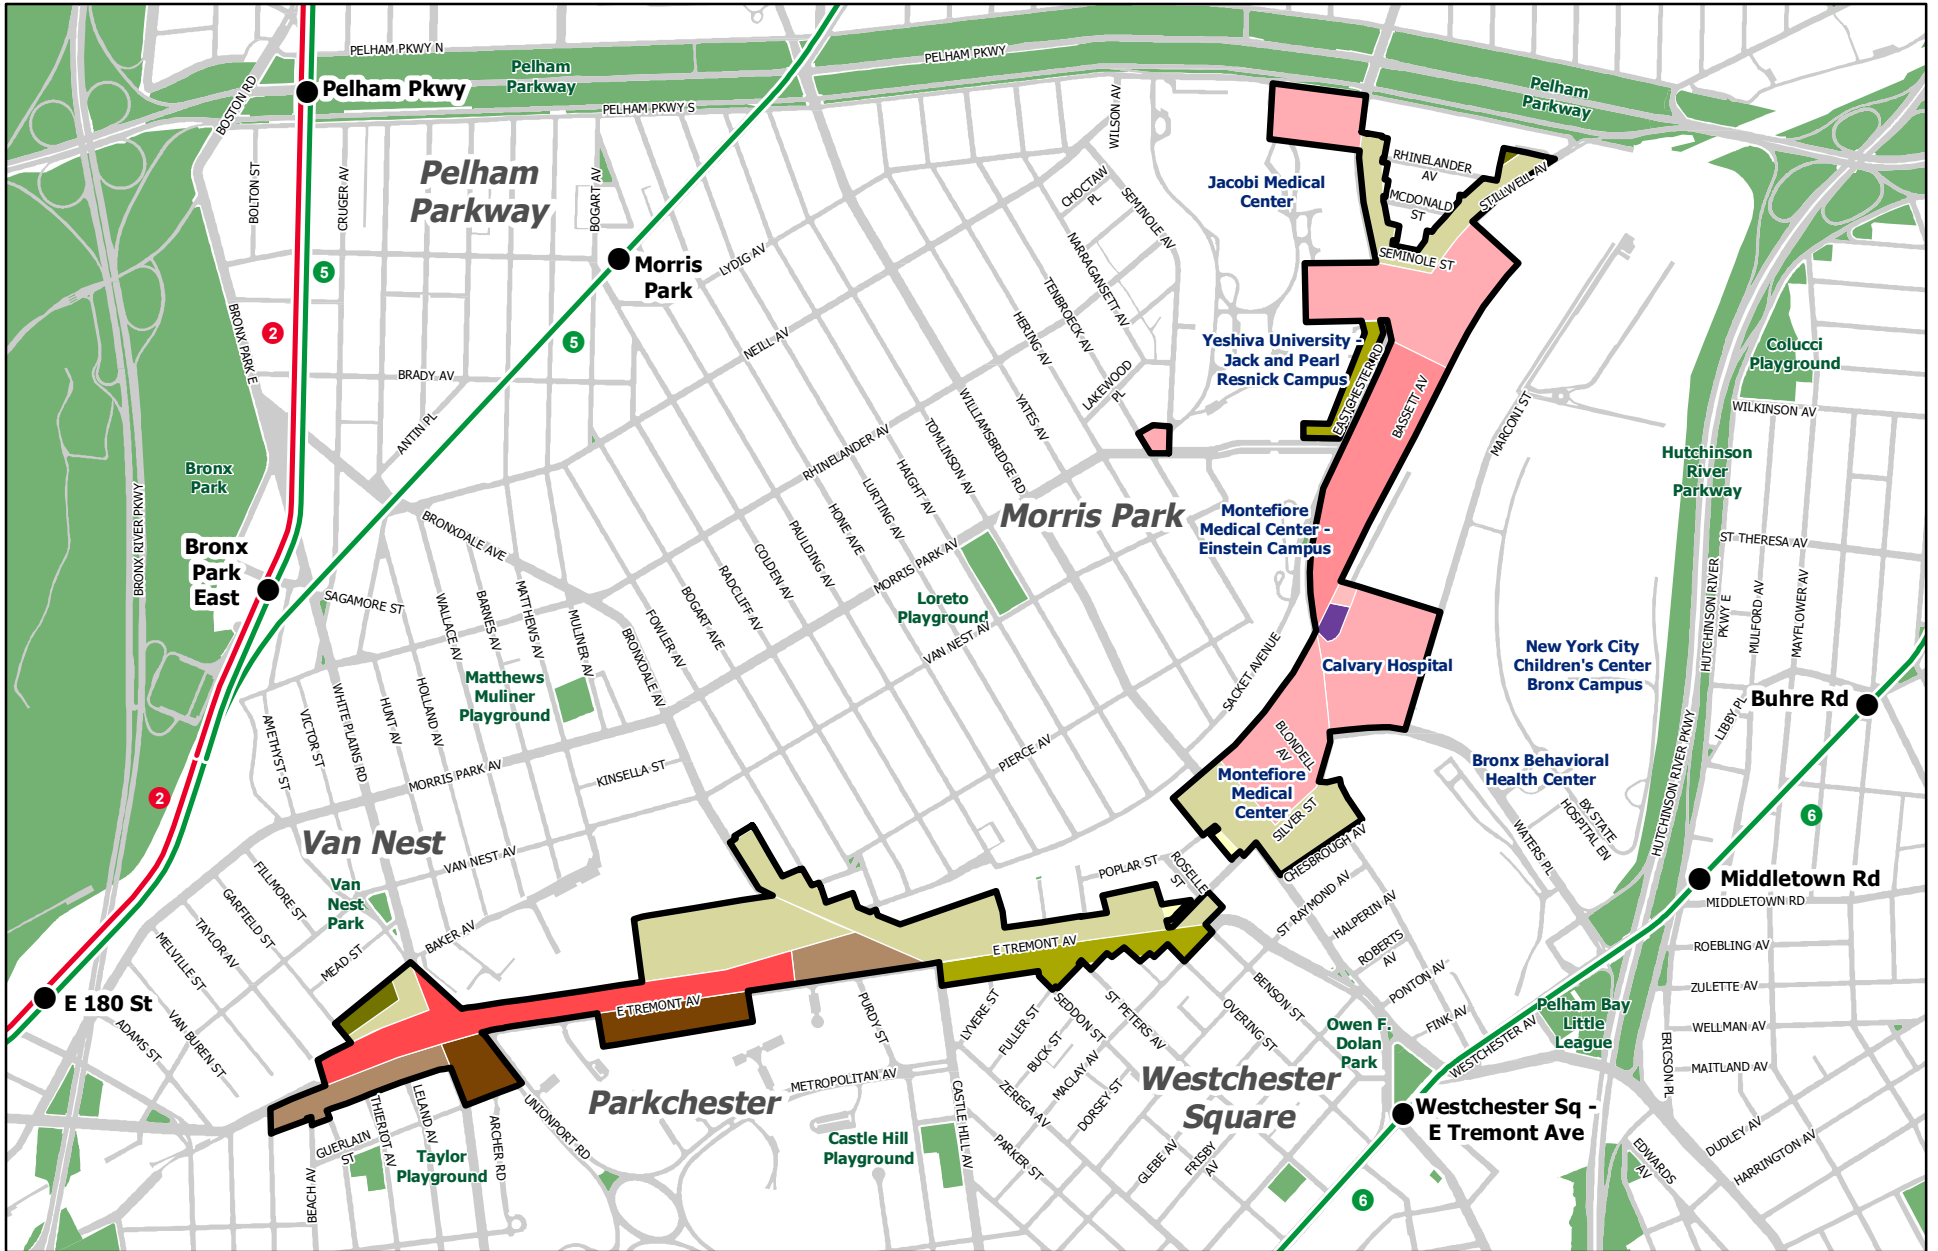 PELHAM PKWY N
Pelham
Parkway
PELHAM PKWY
Pelham Pkwy
PELHAM PKWY S
BOSTON RD
WILSON AV
Pelham
Parkway
Pelham
Parkway
BOLTON ST
CRUGER AV
BOGART AV
CHOCTAW
PL
SEMINOLE AV
Jacobi Medical
Center
RHINELANDER
AV
MCDONALD
ST
STILLWELL AV
SEMINOLE ST
5
Morris
Park
LYDIG AV
NARRAGANSETT AV
TENBROECK AV
HERING AV
BRONX PARK E
2
5
NEILL AV
Yeshiva University -
Jack and Pearl
Resnick Campus
EASTCHESTER RD
BASSETT AV
Colucci
Playground
BRADY AV
LAKEWOOD
PL
WILKINSON AV
ANTIN PL
YATES AV
WILLIAMSBRIDGE RD
TOMLINSON AV
HAIGHT AV
LURTING AV
HONE AVE
PAULDING AV
COLDEN AV
RADCLIFF AV
BOGART AVE
FOWLER AV
RHINELANDER AV
MARCONI ST
Bronx
Park
Hutchinson
River
Parkway
BRONX RIVER PKWY
BRONXDALE AVE
Morris Park
Montefiore
Medical Center -
Einstein Campus
ST THERESA AV
Bronx
Park
East
MORRIS PARK AV
SAGAMORE ST
WALLACE AV
BARNES AV
MATTHEWS AV
MULINER AV
BRONXDALE AV
Loreto
Playground
VAN NEST AV
HUTCHINSON RIVER
PKWY E
MULFORD AV
MAYFLOWER AV
SACKET AVENUE
Calvary Hospital
New York City
Children's Center
Bronx Campus
Matthews
Muliner
Playground
AMETHYST ST
VICTOR ST
WHITE PLAINS RD
HUNT AV
HOLLAND AV
LIBBY PL
Buhre Rd
BLONDELL
AV
PIERCE AV
MORRIS PARK AV
KINSELLA ST
Montefiore
Medical
Center
SILVER ST
Bronx Behavioral
Health Center
HUTCHINSON RIVER PKWY
2
6
BX STATE
HOSPITAL EN
WATERS PL
Van Nest
VAN NEST AV
POPLAR ST
ROSELLE
ST
CHESBROUGH AV
Middletown Rd
MIDDLETOWN RD
FILLMORE ST
GARFIELD ST
TAYLOR AV
MELVILLE ST
Van
Nest
Park
MEAD ST
BAKER AV
E TREMONT AV
ST RAYMOND AV
HALPERIN AV
ROBERTS
AV
PONTON AV
FINK AV
ROEBLING AV
ZULETTE AV
E 180 St
ADAMS ST
VAN BUREN ST
E TREMONT AV
PURDY ST
LYVERE ST
FULLER ST
BUCK ST
SEDDON ST
MACLAY AV
ST PETERS AV
DORSEY ST
OVERING ST
BENSON ST
Owen F.
Dolan
Park
Pelham Bay
Little
League
WESTCHESTER AV
WELLMAN AV
ERICSON PL
MAITLAND AV
METROPOLITAN AV
Parkchester
ZEREGA AV
Westchester
Square
Westchester Sq -
E Tremont Ave
GUERLAIN
ST
THIERIOT AV
LELAND AV
ARCHER RD
UNIONPORT RD
BEACH AV
Taylor
Playground
Castle Hill
Playground
CASTLE HILL AV
PARKER ST
GLEBE AV
FRISBY
AV
6
EDWARDS
AV
DUDLEY AV
HARRINGTON AV